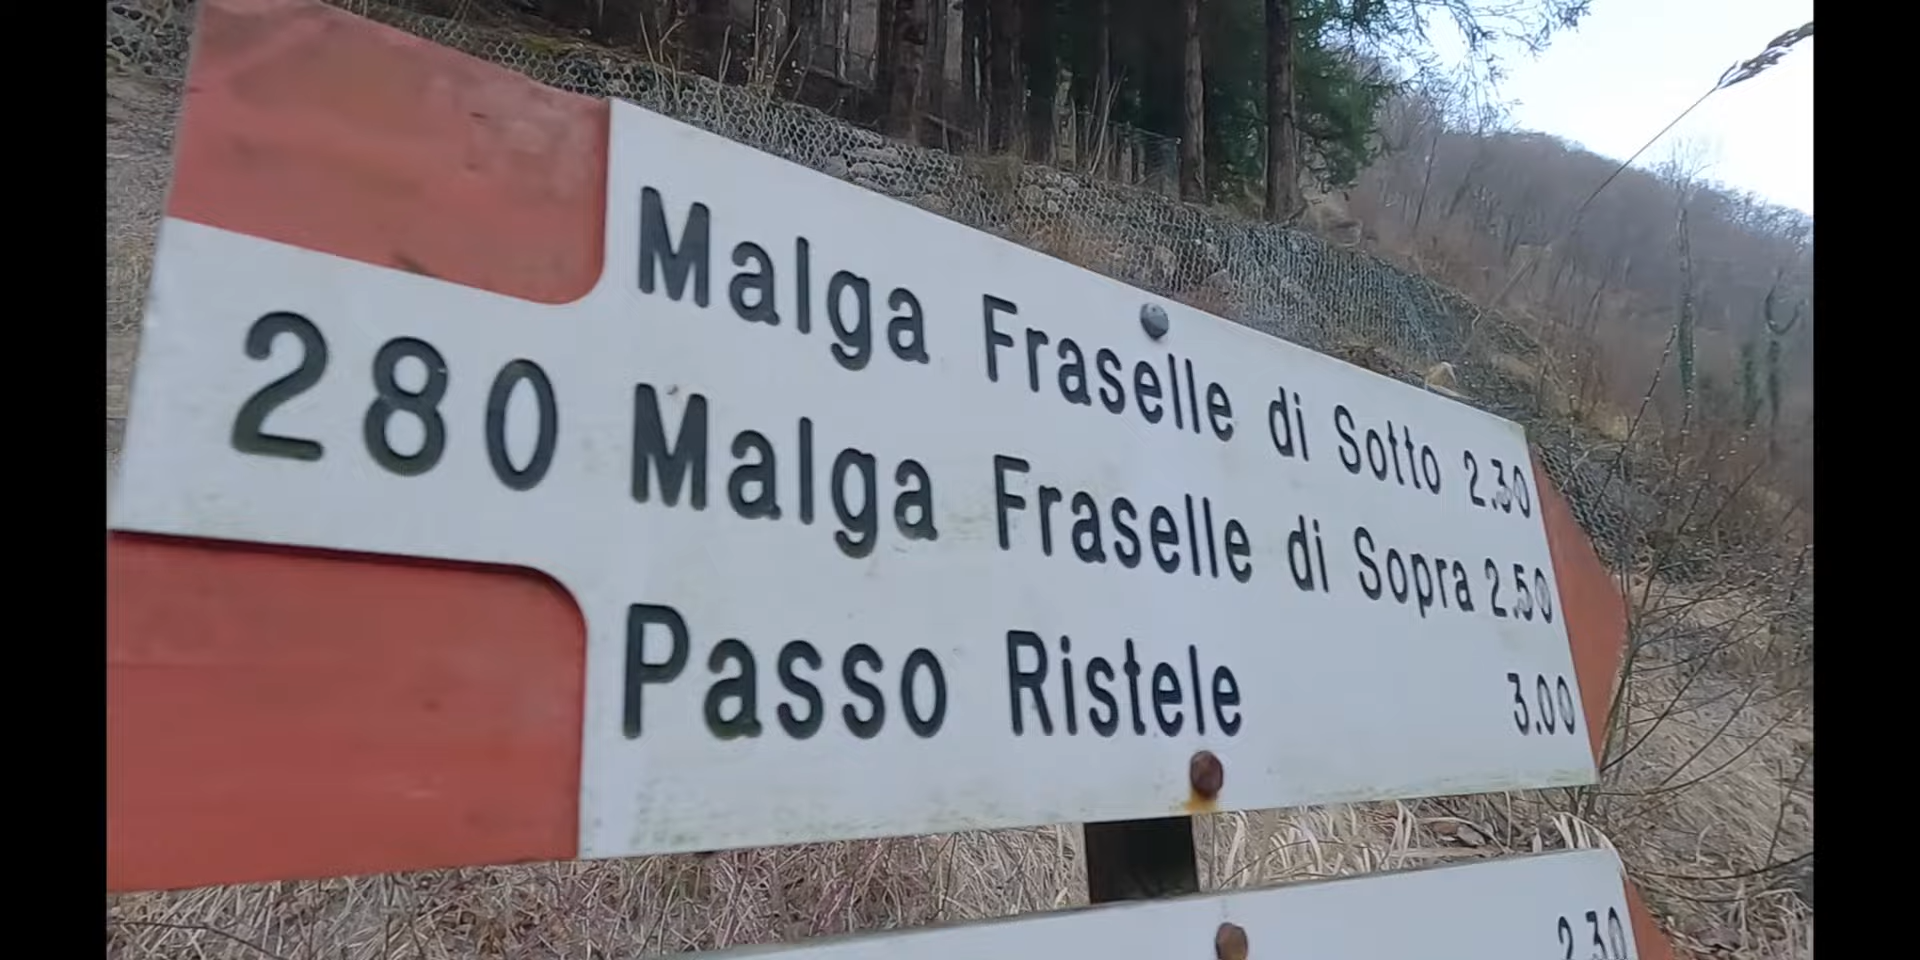 Malga Fraselle di Sotto 2.30
280 Malga Fraselle di Sopra 2.50
Passo Ristele 3.00
2.30